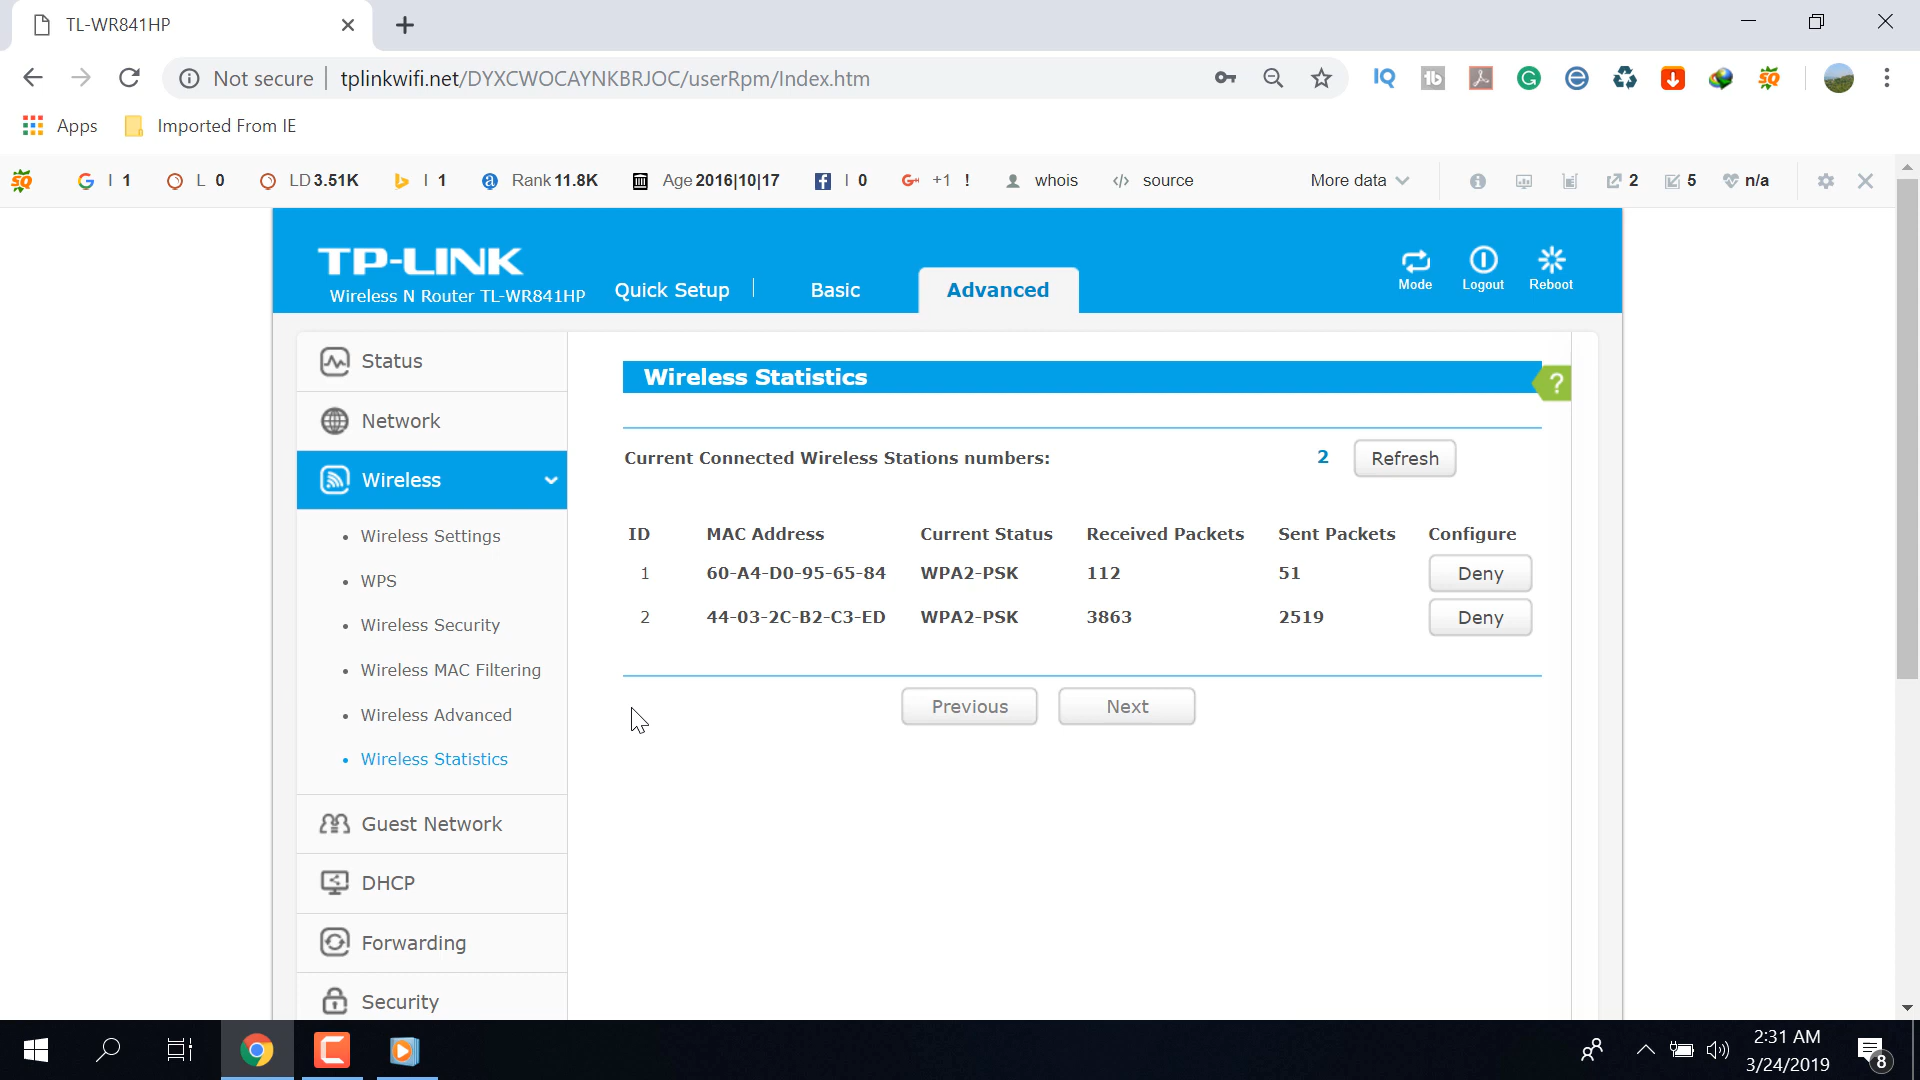 TL-WR841HP
Not secure tplinkwifi.net/DYXCWOCAYNKBRJOC/userRpm/Index.htm
Apps Imported From IE
I 1 L 0 LD 3.51K I 1 Rank 11.8K Age 2016|10|17 I 0 +1 ! whois source More data 2 5 n/a
TP-LINK
Wireless N Router TL-WR841HP
Quick Setup Basic Advanced
Mode Logout Reboot
Status
Network
Wireless
Wireless Settings
WPS
Wireless Security
Wireless MAC Filtering
Wireless Advanced
Wireless Statistics
Guest Network
DHCP
Forwarding
Security
Wireless Statistics
?
Current Connected Wireless Stations numbers: 2 Refresh
ID MAC Address Current Status Received Packets Sent Packets Configure
1 60-A4-D0-95-65-84 WPA2-PSK 112 51 Deny
2 44-03-2C-B2-C3-ED WPA2-PSK 3863 2519 Deny
Previous Next
2:31 AM
3/24/2019
8